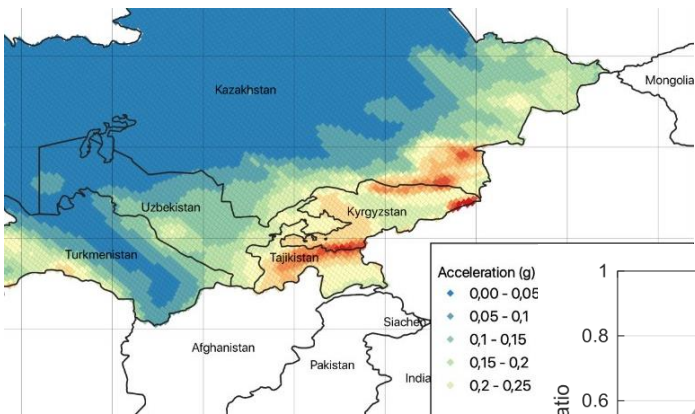 Mongolia
Kazakhstan
Uzbekistan
Kyrgyzstan
Turkmenistan
Tajikistan
Acceleration (g)
0,00 - 0,05
0,05 - 0,1
0,1 - 0,15
0,15 - 0,2
0,2 - 0,25
Siachen
Afghanistan
Pakistan
India
1
0.8
0.6
atio